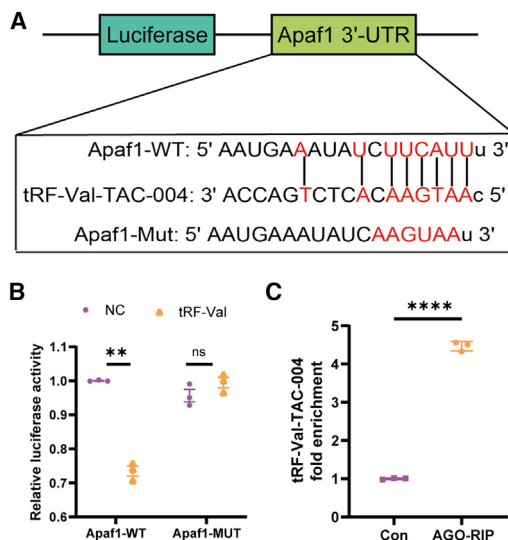 A
Luciferase
Apaf1 3'-UTR
Apaf1-WT: 5' AAUGAAAUAUCUUCAUUu 3'
tRF-Val-TAC-004: 3' ACCAGTCTCACAAGTAAc 5'
Apaf1-Mut: 5' AAUGAAAUAUCAAGUAAu 3'
B
NC
tRF-Val
Relative luciferase activity
1.1
1.0
0.9
0.8
0.7
0.6
**
ns
Apaf1-WT
Apaf1-MUT
C
tRF-Val-TAC-004
fold enrichment
5
4
3
2
1
0
****
Con
AGO-RIP